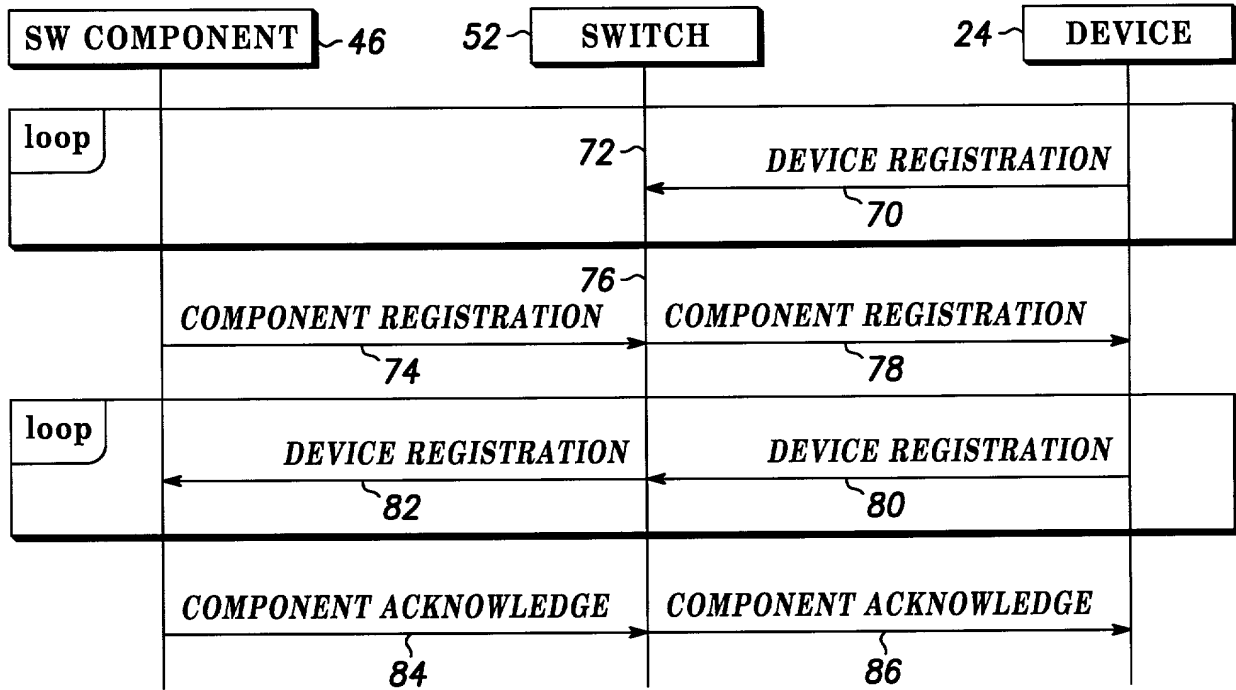 SW COMPONENT 46 52 SWITCH 24 DEVICE
loop
72 DEVICE REGISTRATION
70
76
COMPONENT REGISTRATION COMPONENT REGISTRATION
74 78
loop
DEVICE REGISTRATION DEVICE REGISTRATION
82 80
COMPONENT ACKNOWLEDGE COMPONENT ACKNOWLEDGE
84 86